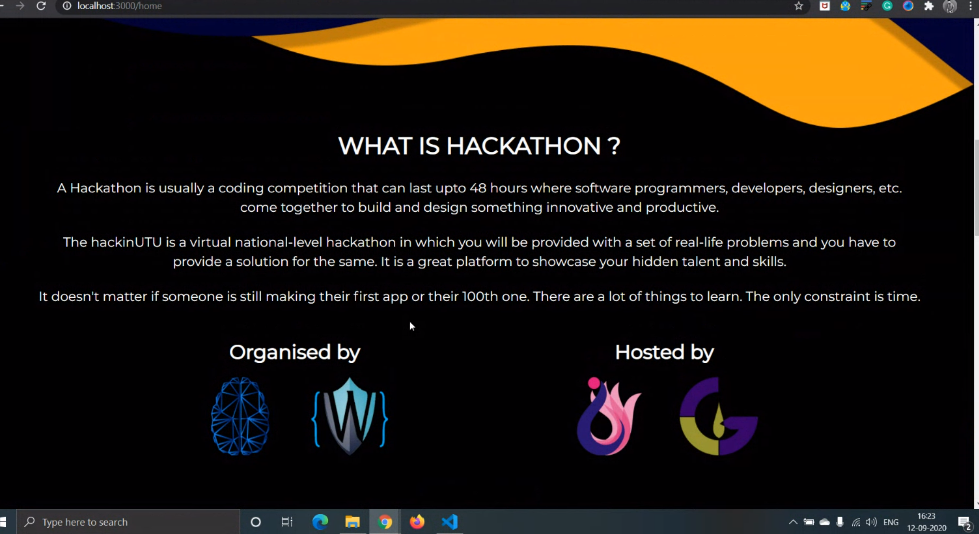 localhost:3000/home
WHAT IS HACKATHON ?
A Hackathon is usually a coding competition that can last upto 48 hours where software programmers, developers, designers, etc.
come together to build and design something innovative and productive.
The hackinUTU is a virtual national-level hackathon in which you will be provided with a set of real-life problems and you have to
provide a solution for the same. It is a great platform to showcase your hidden talent and skills.
It doesn't matter if someone is still making their first app or their 100th one. There are a lot of things to learn. The only constraint is time.
Organised by
Hosted by
W
G
Type here to search
ENG
16:23
12-09-2020
2